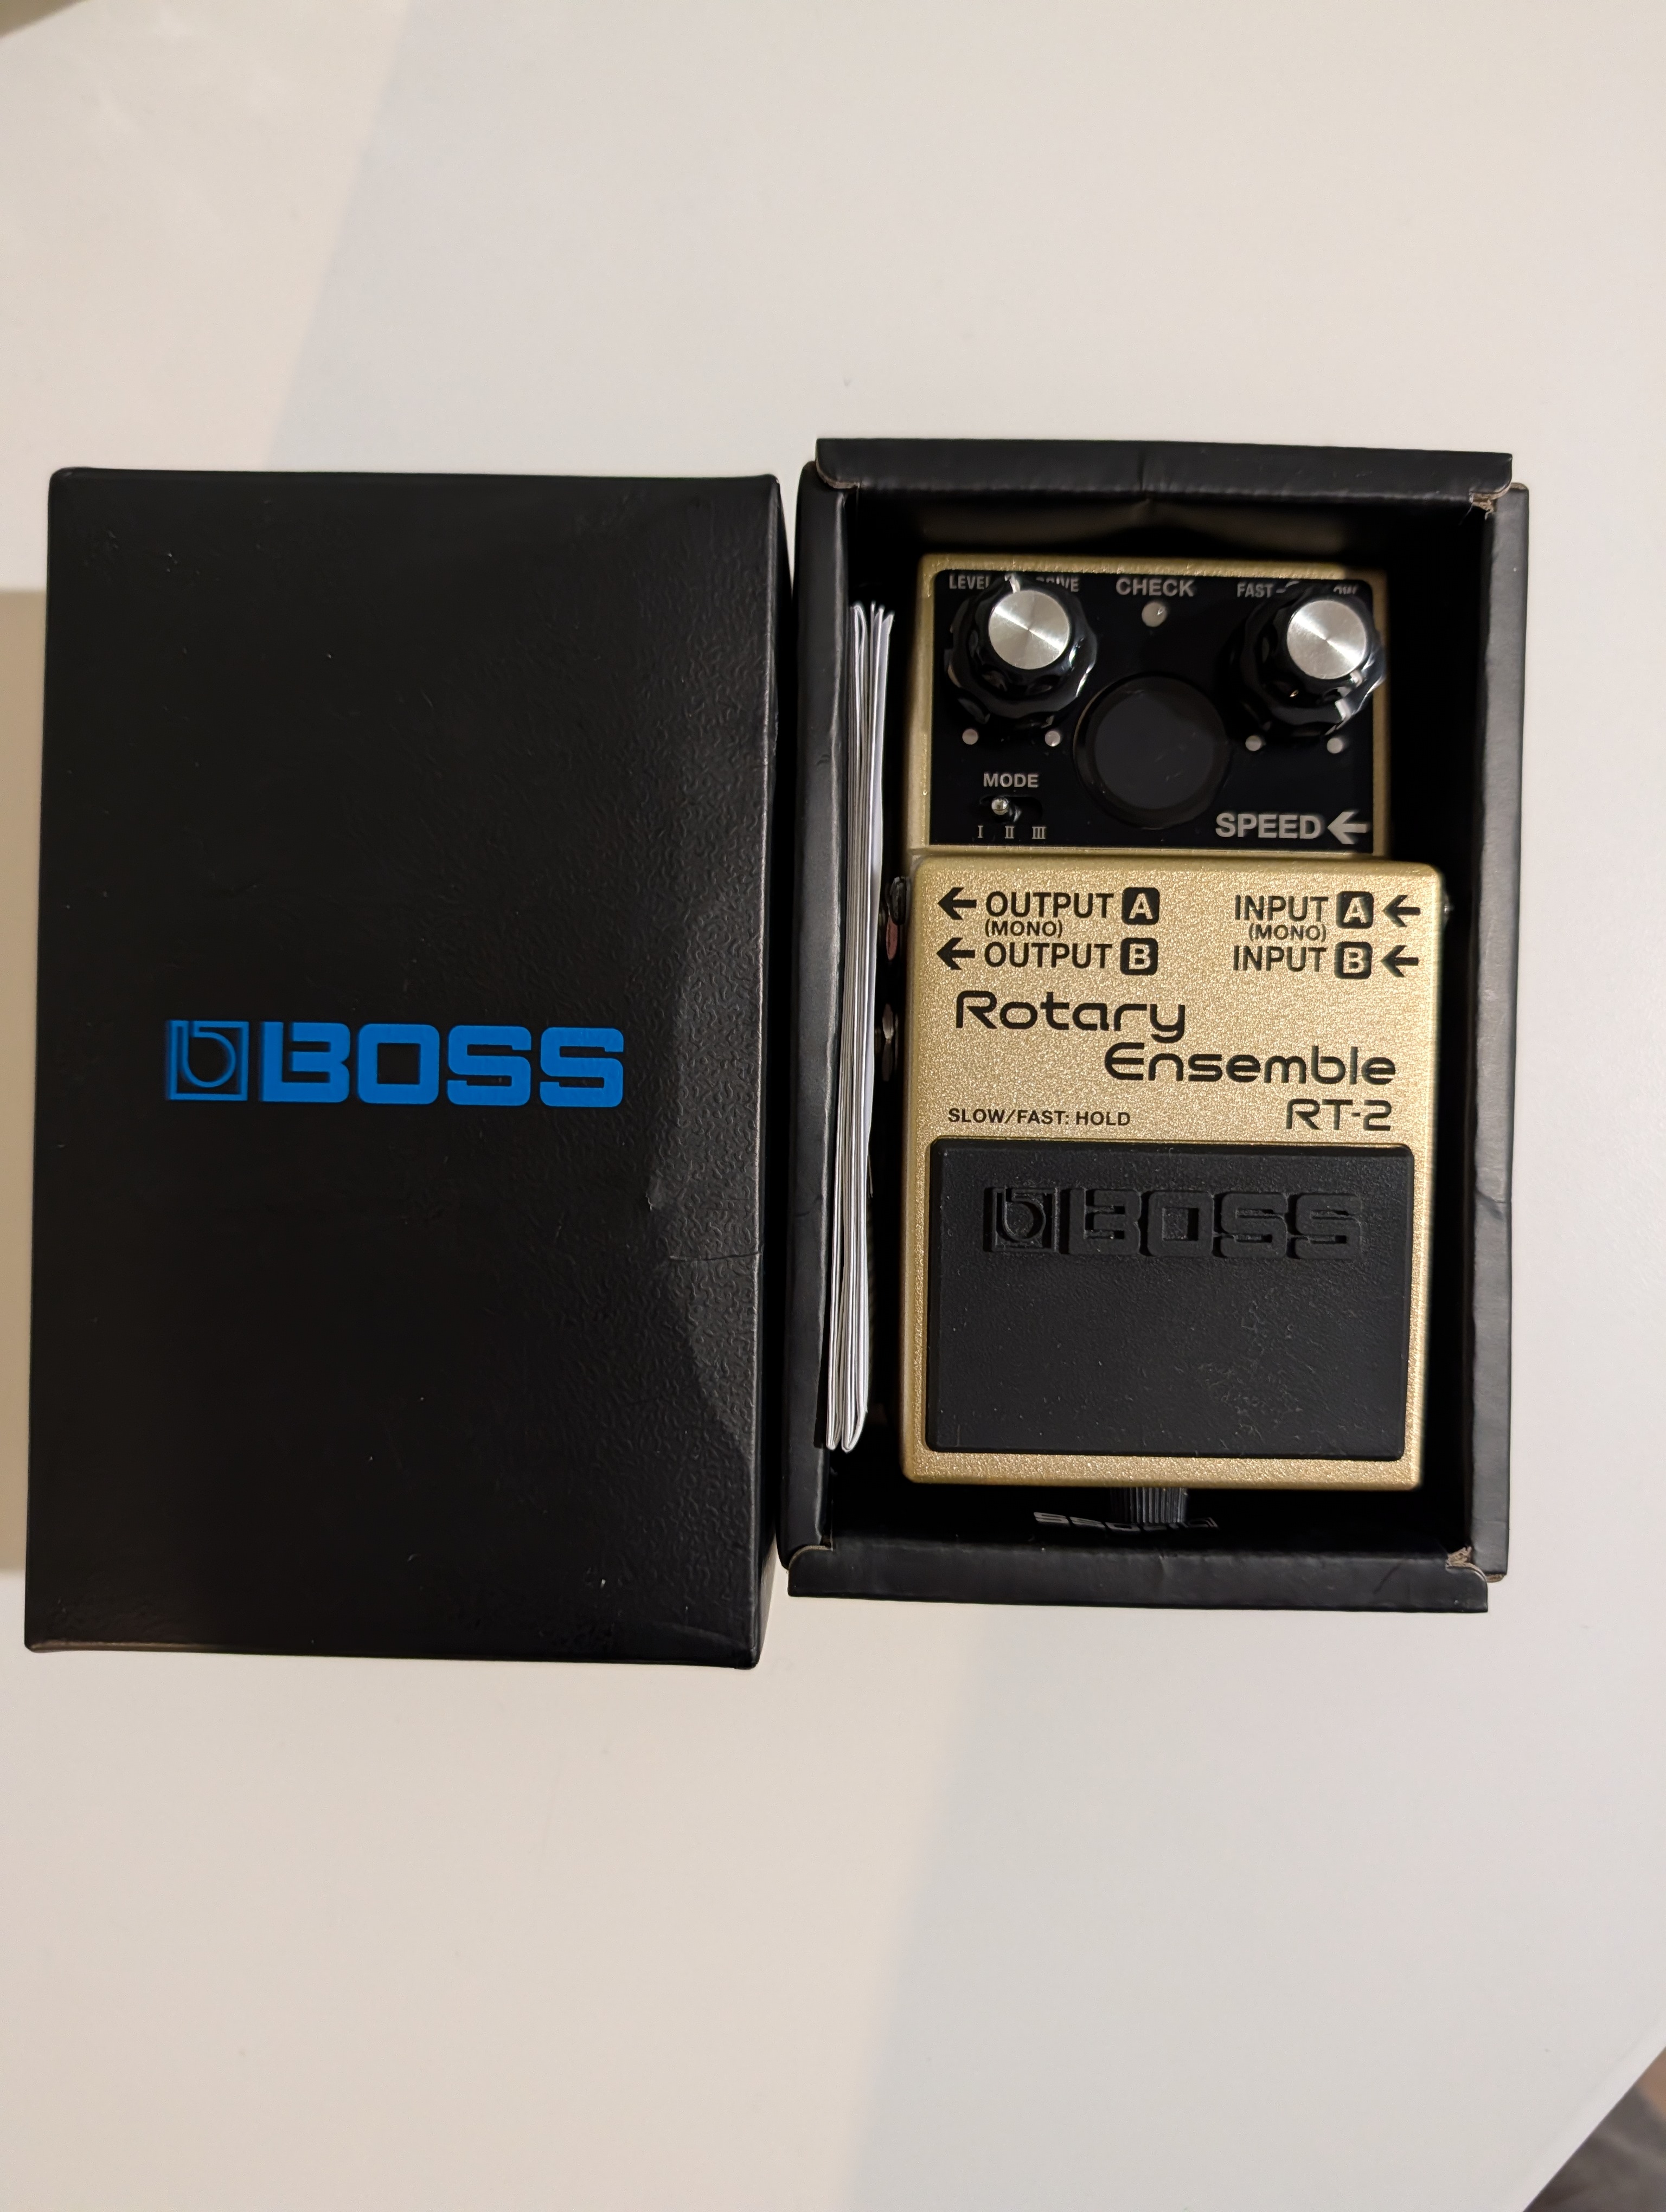 BOSS
LEVEL
CHECK
FAST
MODE
I II III
SPEED
OUTPUT A
(MONO)
OUTPUT B
INPUT A
(MONO)
INPUT B
Rotary
Ensemble
RT-2
SLOW/FAST: HOLD
BOSS